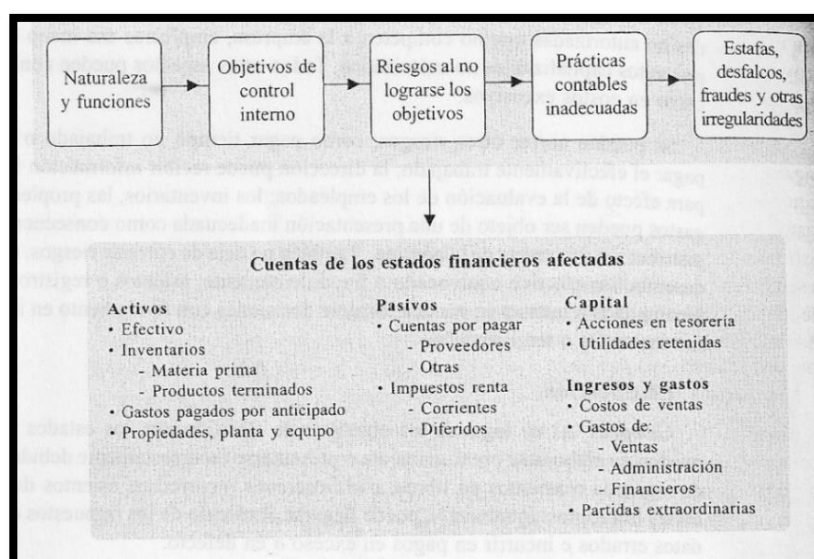 Naturaleza
y funciones
Objetivos de
control
interno
Riesgos al no
lograrse los
objetivos
Prácticas
contables
inadecuadas
Estafas,
desfalcos,
fraudes y otras
irregularidades
Cuentas de los estados financieros afectadas
Activos
• Efectivo
• Inventarios
- Materia prima
- Productos terminados
• Gastos pagados por anticipado
• Propiedades, planta y equipo
Pasivos
• Cuentas por pagar
- Proveedores
- Otras
• Impuestos renta
- Corrientes
- Diferidos
Capital
• Acciones en tesorería
• Utilidades retenidas
Ingresos y gastos
• Costos de ventas
• Gastos de:
- Ventas
- Administración
- Financieros
• Partidas extraordinarias